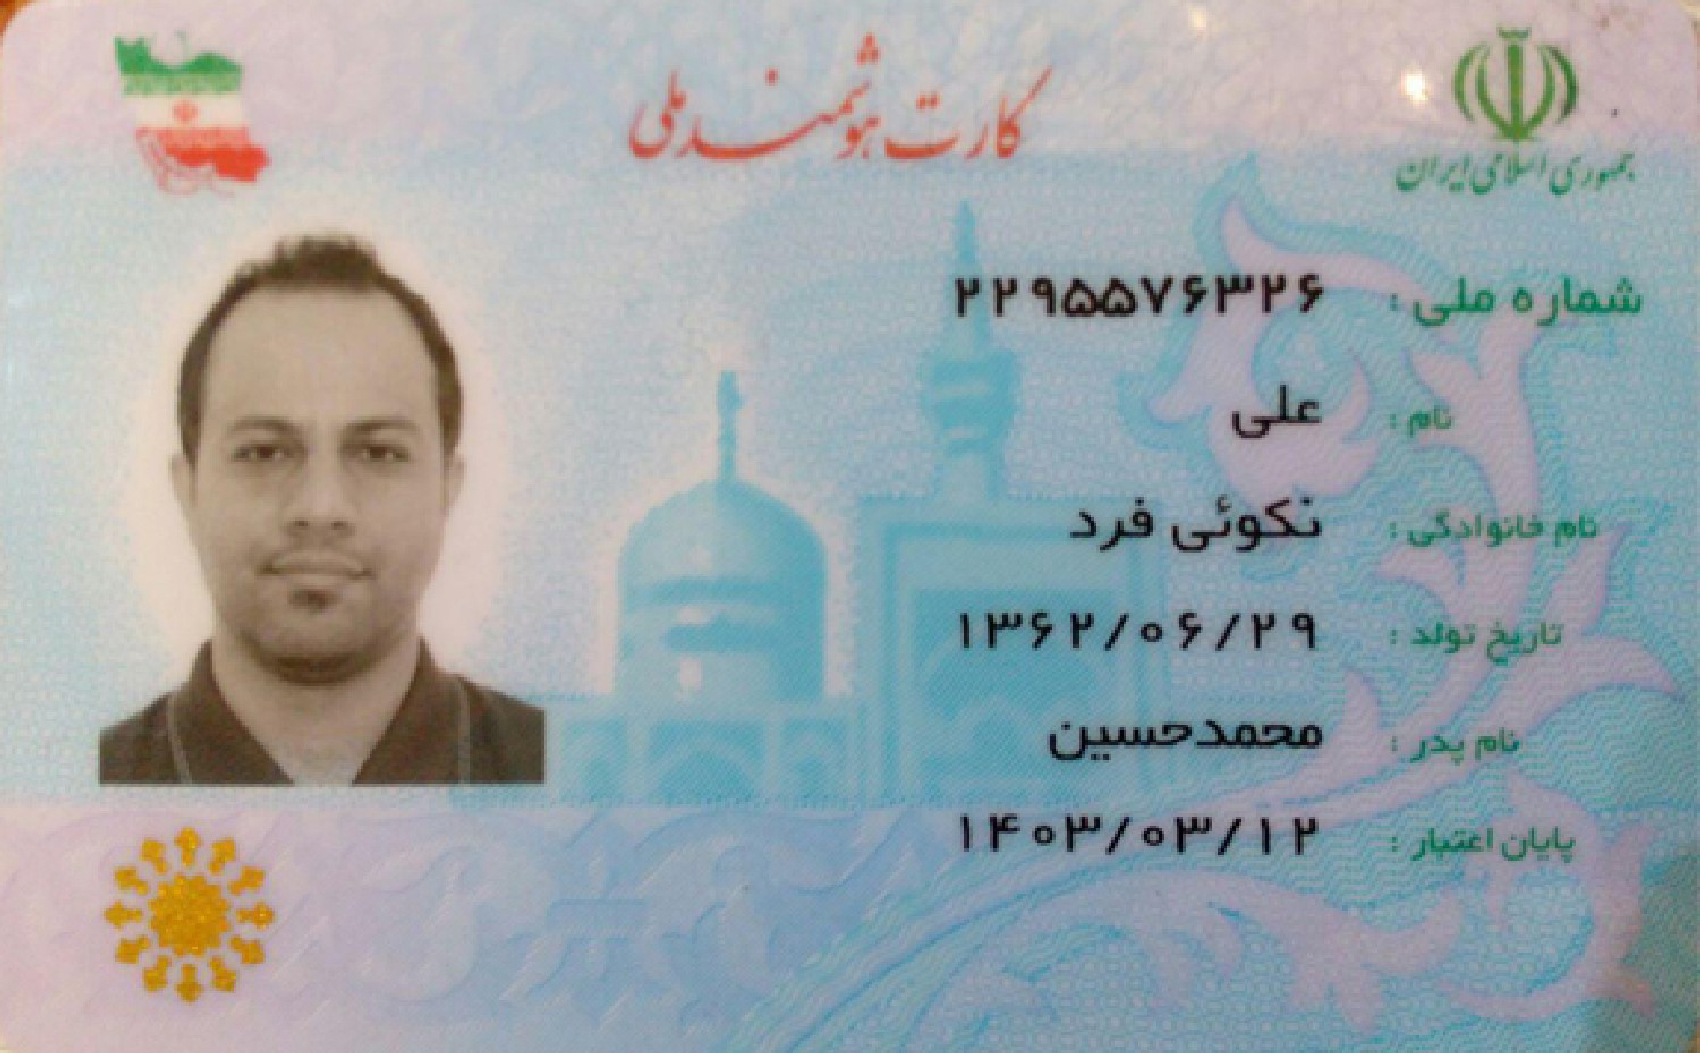 کارت هوشمند ملی
جمهوری اسلامی ایران
شماره ملی : ۲۲۹۵۵۷۶۳۲۶
نام : علی
نام خانوادگی : نکوئی فرد
تاریخ تولد : ۱۳۶۲/۰۶/۲۹
نام پدر : محمدحسین
پایان اعتبار : ۱۴۰۳/۰۳/۱۲